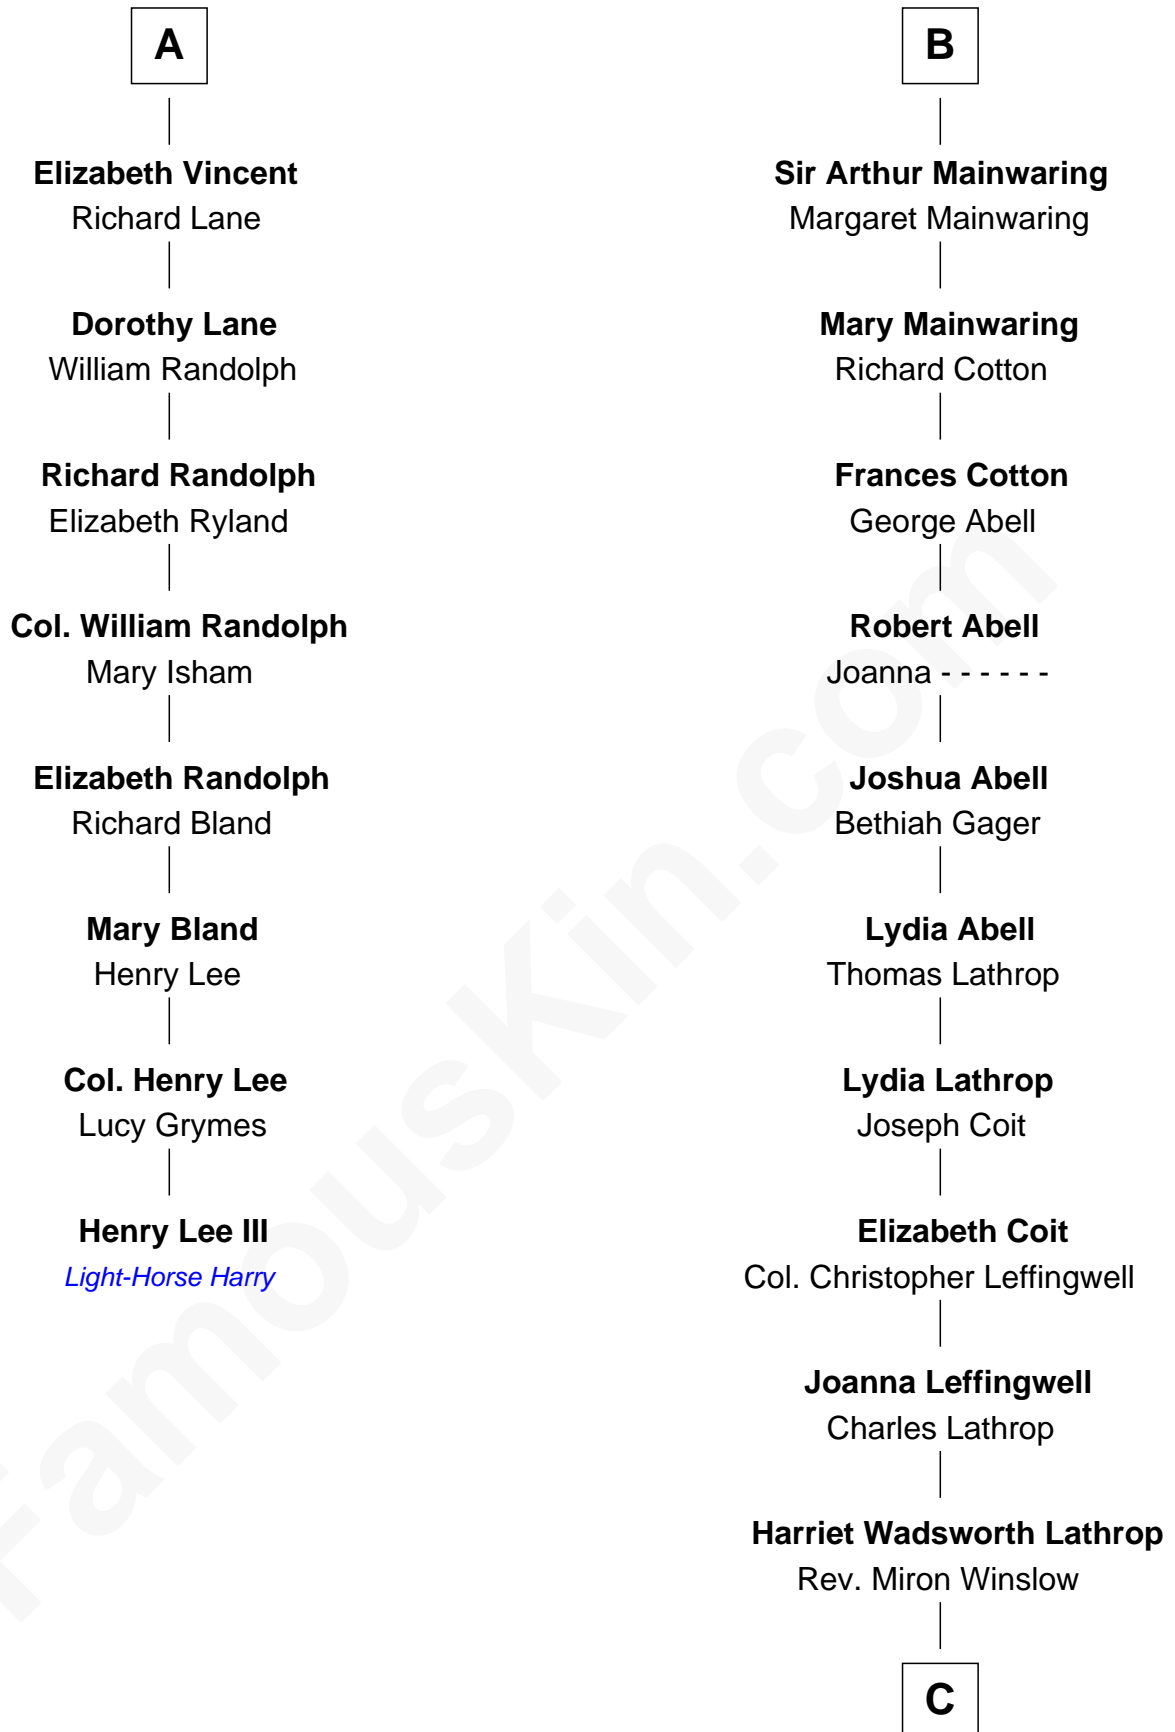 A
Elizabeth Vincent
Richard Lane
Dorothy Lane
William Randolph
Richard Randolph
Elizabeth Ryland
Col. William Randolph
Mary Isham
Elizabeth Randolph
Richard Bland
Mary Bland
Henry Lee
Col. Henry Lee
Lucy Grymes
Henry Lee III
Light-Horse Harry
B
Sir Arthur Mainwaring
Margaret Mainwaring
Mary Mainwaring
Richard Cotton
Frances Cotton
George Abell
Robert Abell
Joanna - - - - - -
Joshua Abell
Bethiah Gager
Lydia Abell
Thomas Lathrop
Lydia Lathrop
Joseph Coit
Elizabeth Coit
Col. Christopher Leffingwell
Joanna Leffingwell
Charles Lathrop
Harriet Wadsworth Lathrop
Rev. Miron Winslow
C
FamousKin.com